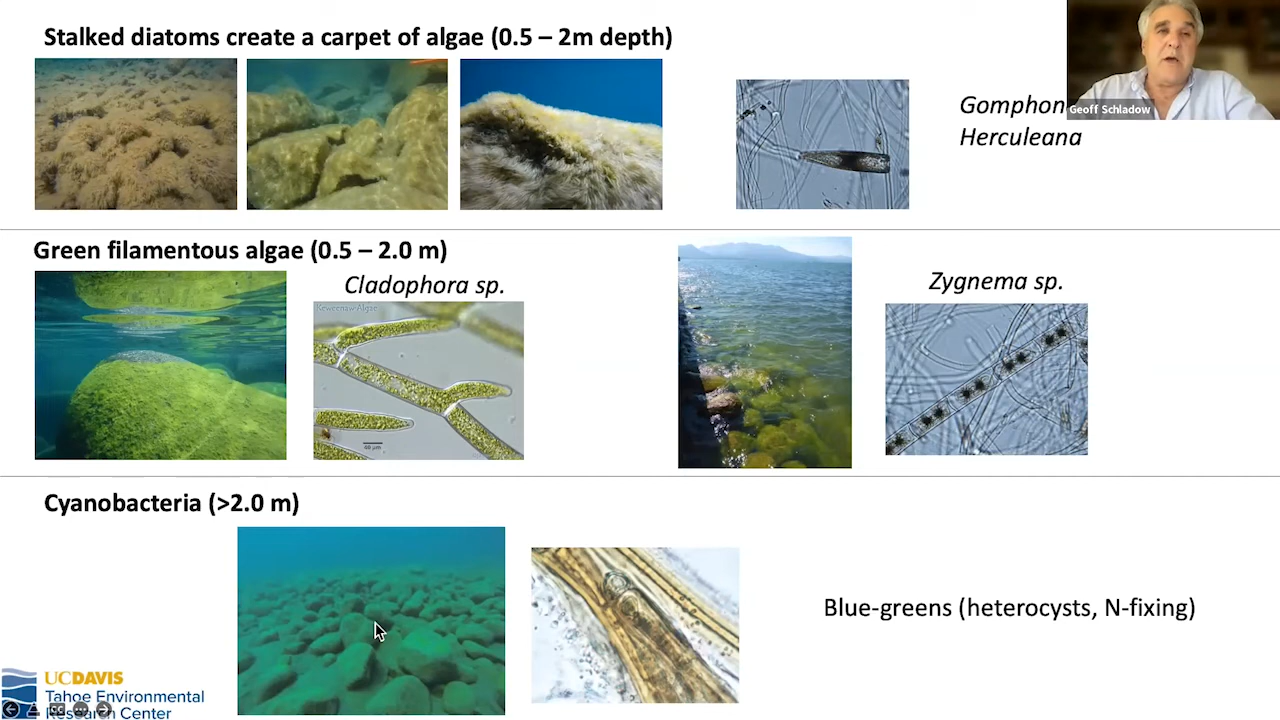 Stalked diatoms create a carpet of algae (0.5 – 2m depth)
Gomphon
Geoff Schladow
Herculeana
Green filamentous algae (0.5 – 2.0 m)
Cladophora sp.
Zygnema sp.
Keweenaw Algae
Cyanobacteria (>2.0 m)
Blue-greens (heterocysts, N-fixing)
UCDAVIS
Tahoe Environmental
Research Center